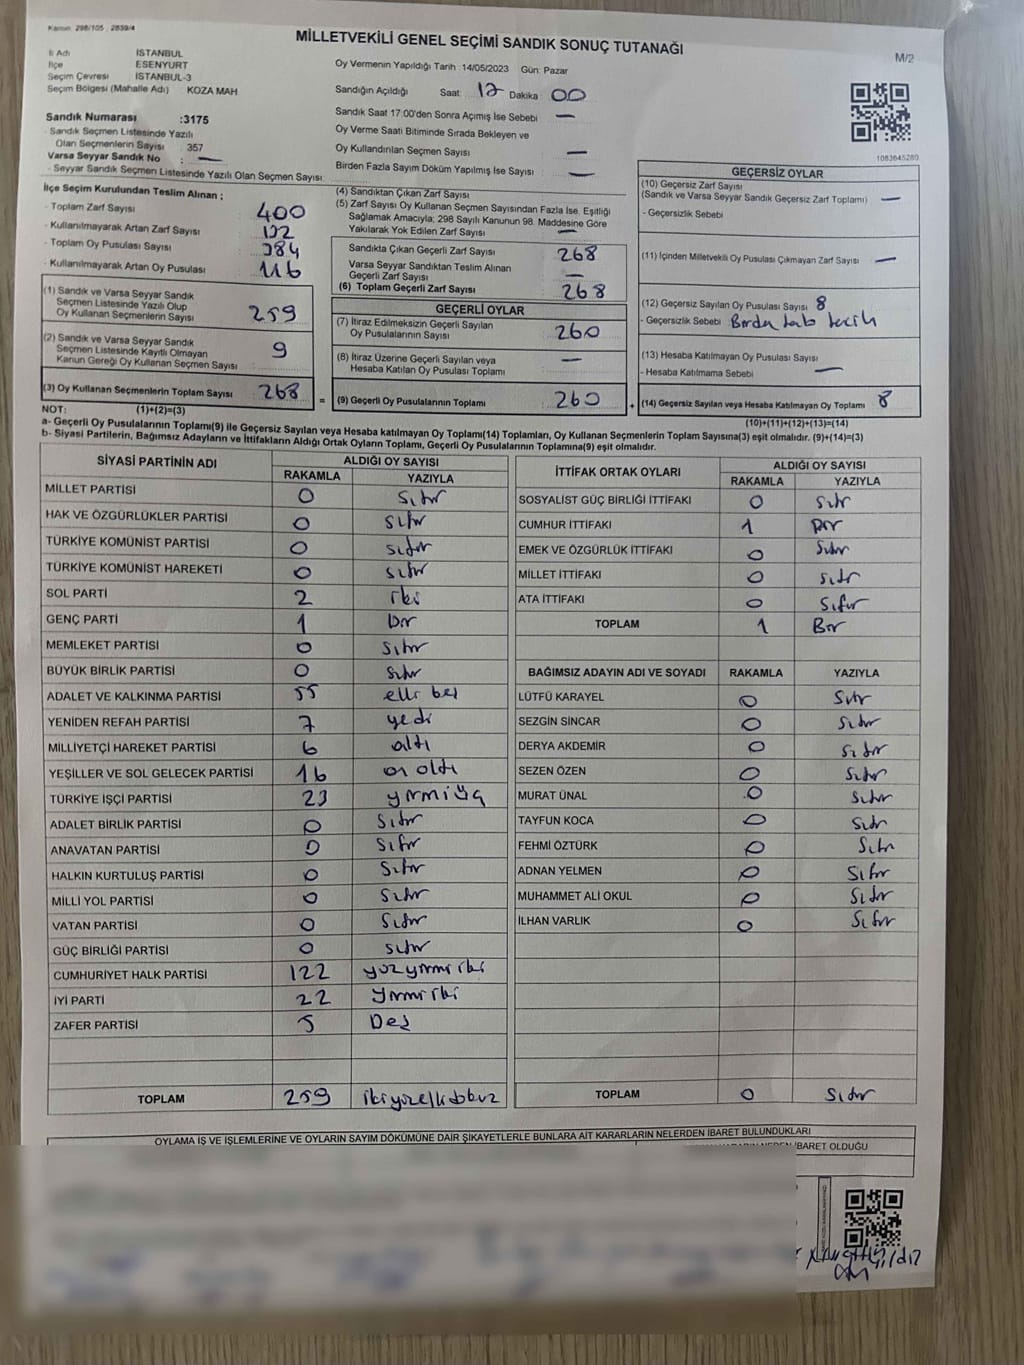 Kanun: 298/105 , 2839/4
MİLLETVEKİLİ GENEL SEÇİMİ SANDIK SONUÇ TUTANAĞI
M/2
İl Adı İSTANBUL
İlçe ESENYURT
Seçim Çevresi İSTANBUL-3
Seçim Bölgesi (Mahalle Adı) KOZA MAH
Sandık Numarası :3175
- Sandık Seçmen Listesinde Yazılı
Olan Seçmenlerin Sayısı : 357
Varsa Seyyar Sandık No : —
- Seyyar Sandık Seçmen Listesinde Yazılı Olan Seçmen Sayısı:
Oy Vermenin Yapıldığı Tarih :14/05/2023 Gün: Pazar
Sandığın Açıldığı Saat 17 Dakika 00
Sandık Saat 17:00'den Sonra Açılmış İse Sebebi —
Oy Verme Saati Bitiminde Sırada Bekleyen ve
Oy Kullandırılan Seçmen Sayısı —
Birden Fazla Sayım Döküm Yapılmış İse Sayısı —
1083645280
İlçe Seçim Kurulundan Teslim Alınan ;
- Toplam Zarf Sayısı 400
- Kullanılmayarak Artan Zarf Sayısı 132
- Toplam Oy Pusulası Sayısı 384
- Kullanılmayarak Artan Oy Pusulası 116
(1) Sandık ve Varsa Seyyar Sandık
Seçmen Listesinde Yazılı Olup
Oy Kullanan Seçmenlerin Sayısı 259
(2) Sandık ve Varsa Seyyar Sandık
Seçmen Listesinde Kayıtlı Olmayan
Kanun Gereği Oy Kullanan Seçmen Sayısı 9
(3) Oy Kullanan Seçmenlerin Toplam Sayısı 268 =
(4) Sandıktan Çıkan Zarf Sayısı
(5) Zarf Sayısı Oy Kullanan Seçmen Sayısından Fazla İse, Eşitliği
Sağlamak Amacıyla; 298 Sayılı Kanunun 98. Maddesine Göre
Yakılarak Yok Edilen Zarf Sayısı —
Sandıkta Çıkan Geçerli Zarf Sayısı 268
Varsa Seyyar Sandıktan Teslim Alınan
Geçerli Zarf Sayısı —
(6) Toplam Geçerli Zarf Sayısı 268
GEÇERLİ OYLAR
(7) İtiraz Edilmeksizin Geçerli Sayılan
Oy Pusulalarının Sayısı 260
(8) İtiraz Üzerine Geçerli Sayılan veya
Hesaba Katılan Oy Pusulası Toplamı —
(9) Geçerli Oy Pusulalarının Toplamı 260 +
GEÇERSİZ OYLAR
(10) Geçersiz Zarf Sayısı
(Sandık ve Varsa Seyyar Sandık Geçersiz Zarf Toplamı) —
- Geçersizlik Sebebi
(11) İçinden Milletvekili Oy Pusulası Çıkmayan Zarf Sayısı —
(12) Geçersiz Sayılan Oy Pusulası Sayısı 8
- Geçersizlik Sebebi
(13) Hesaba Katılmayan Oy Pusulası Sayısı
- Hesaba Katılmama Sebebi —
(14) Geçersiz Sayılan veya Hesaba Katılmayan Oy Toplamı 8
NOT: (1)+(2)=(3)
(10)+(11)+(12)+(13)=(14)
a- Geçerli Oy Pusulalarının Toplamı(9) ile Geçersiz Sayılan veya Hesaba katılmayan Oy Toplamı(14) Toplamları, Oy Kullanan Seçmenlerin Toplam Sayısına(3) eşit olmalıdır. (9)+(14)=(3)
b- Siyasi Partilerin, Bağımsız Adayların ve İttifakların Aldığı Ortak Oyların Toplamı, Geçerli Oy Pusulalarının Toplamına(9) eşit olmalıdır.
SİYASİ PARTİNİN ADI ALDIĞI OY SAYISI
RAKAMLA YAZIYLA
MİLLET PARTİSİ 0 Sıfır
HAK VE ÖZGÜRLÜKLER PARTİSİ 0 Sıfır
TÜRKİYE KOMÜNİST PARTİSİ 0 sıfır
TÜRKİYE KOMÜNİST HAREKETİ 0 sıfır
SOL PARTİ 2 iki
GENÇ PARTİ 1 bir
MEMLEKET PARTİSİ 0 Sıfır
BÜYÜK BİRLİK PARTİSİ 0 Sıfır
ADALET VE KALKINMA PARTİSİ 55 elli beş
YENİDEN REFAH PARTİSİ 7 yedi
MİLLİYETÇİ HAREKET PARTİSİ 6 altı
YEŞİLLER VE SOL GELECEK PARTİSİ 16 on altı
TÜRKİYE İŞÇİ PARTİSİ 23 yirmiüç
ADALET BİRLİK PARTİSİ 0 Sıfır
ANAVATAN PARTİSİ 0 Sıfır
HALKIN KURTULUŞ PARTİSİ 0 Sıfır
MİLLİ YOL PARTİSİ 0 Sıfır
VATAN PARTİSİ 0 Sıfır
GÜÇ BİRLİĞİ PARTİSİ 0 sıfır
CUMHURİYET HALK PARTİSİ 122 yüzyirmi iki
İYİ PARTİ 22 Yirmi iki
ZAFER PARTİSİ 5 Beş
TOPLAM 259 ikiyüzellidokuz
İTTİFAK ORTAK OYLARI ALDIĞI OY SAYISI
RAKAMLA YAZIYLA
SOSYALİST GÜÇ BİRLİĞİ İTTİFAKI 0 Sıfır
CUMHUR İTTİFAKI 1 Bir
EMEK VE ÖZGÜRLÜK İTTİFAKI 0 Sıfır
MİLLET İTTİFAKI 0 sıfır
ATA İTTİFAKI 0 Sıfır
TOPLAM 1 Bir
BAĞIMSIZ ADAYIN ADI VE SOYADI RAKAMLA YAZIYLA
LÜTFÜ KARAYEL 0 Sıfır
SEZGİN SİNCAR 0 Sıfır
DERYA AKDEMİR 0 Sıfır
SEZEN ÖZEN 0 Sıfır
MURAT ÜNAL 0 Sıfır
TAYFUN KOCA 0 Sıfır
FEHMİ ÖZTÜRK 0 Sıfır
ADNAN YELMEN 0 Sıfır
MUHAMMET ALİ OKUL 0 Sıfır
İLHAN VARLIK 0 Sıfır
TOPLAM 0 Sıfır
OYLAMA İŞ VE İŞLEMLERİNE VE OYLARIN SAYIM DÖKÜMÜNE DAİR ŞİKAYETLERLE BUNLARA AİT KARARLARIN NELERDEN İBARET BULUNDUKLARI
NEDEN İBARET OLDUĞU